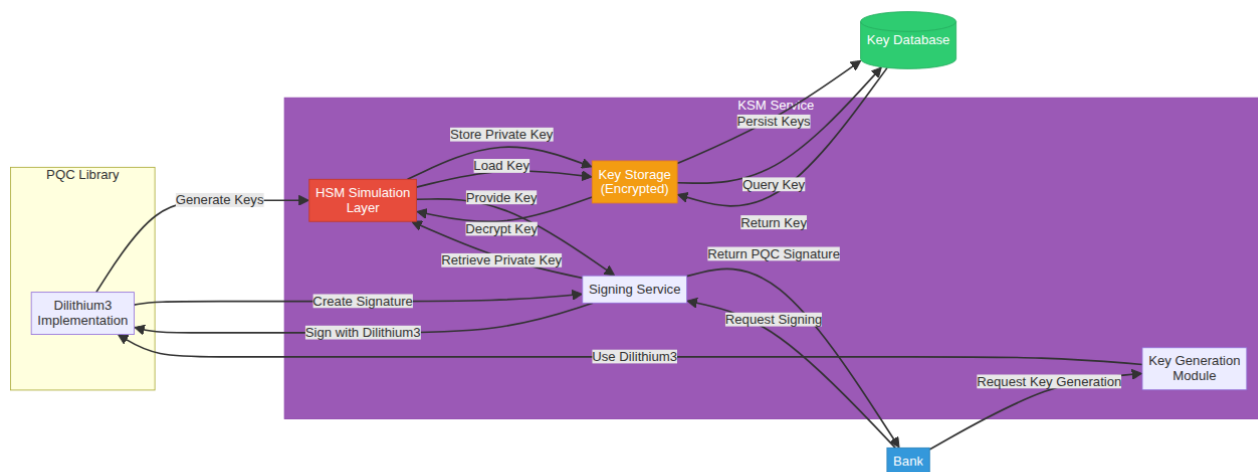 Key Database
KSM Service
Persist Keys
Store Private Key
PQC Library
Load Key
Key Storage
(Encrypted)
Query Key
Generate Keys
HSM Simulation
Layer
Provide Key
Return Key
Decrypt Key
Retrieve Private Key
Return PQC Signature
Signing Service
Dilithium3
Implementation
Create Signature
Request Signing
Sign with Dilithium3
Use Dilithium3
Key Generation
Module
Request Key Generation
Bank